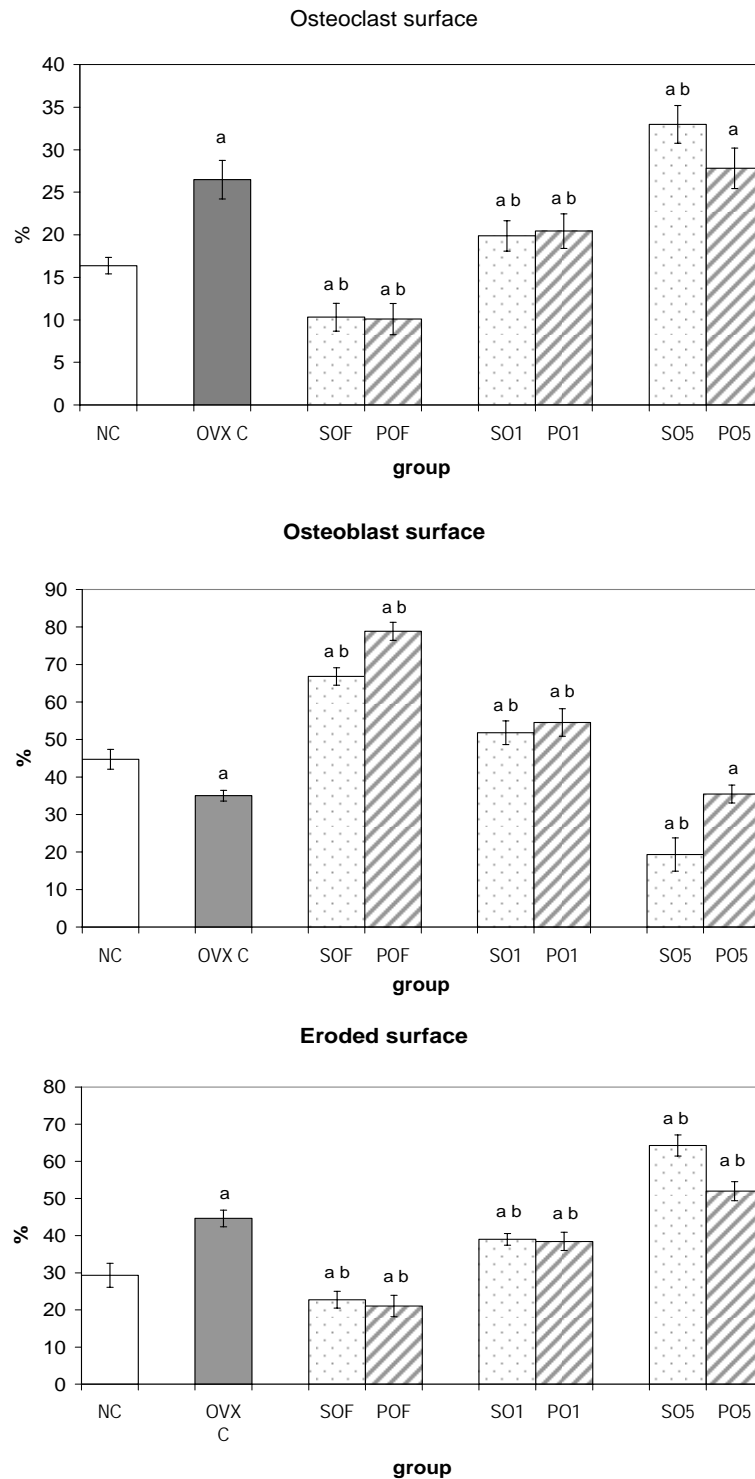 Osteoclast surface
40
35
30
25
20
15
10
5
0
%
a
a b
a b
a b
a b
a b
a
NC OVX C SOF POF SO1 PO1 SO5 PO5
group
Osteoblast surface
90
80
70
60
50
40
30
20
10
0
%
a
a b
a b
a b
a b
a b
a
NC OVX C SOF POF SO1 PO1 SO5 PO5
group
Eroded surface
80
70
60
50
40
30
20
10
0
%
a
a b
a b
a b
a b
a b
a b
NC OVX C SOF POF SO1 PO1 SO5 PO5
group